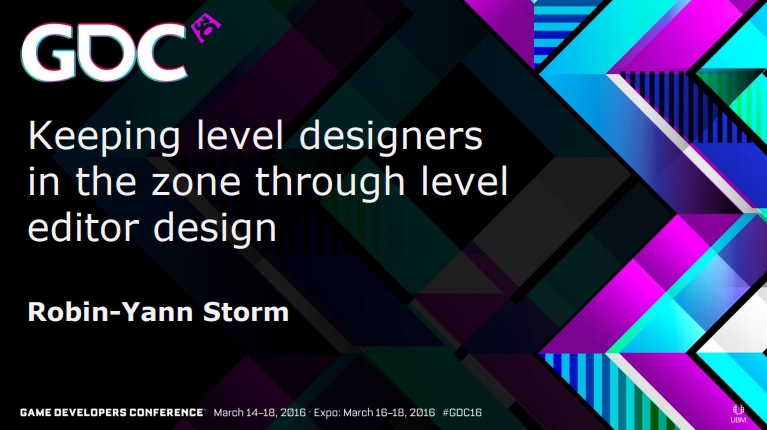 GDC
Keeping level designers
in the zone through level
editor design
Robin-Yann Storm
GAME DEVELOPERS CONFERENCE March 14–18, 2016 · Expo: March 16–18, 2016 #GDC16
UBM